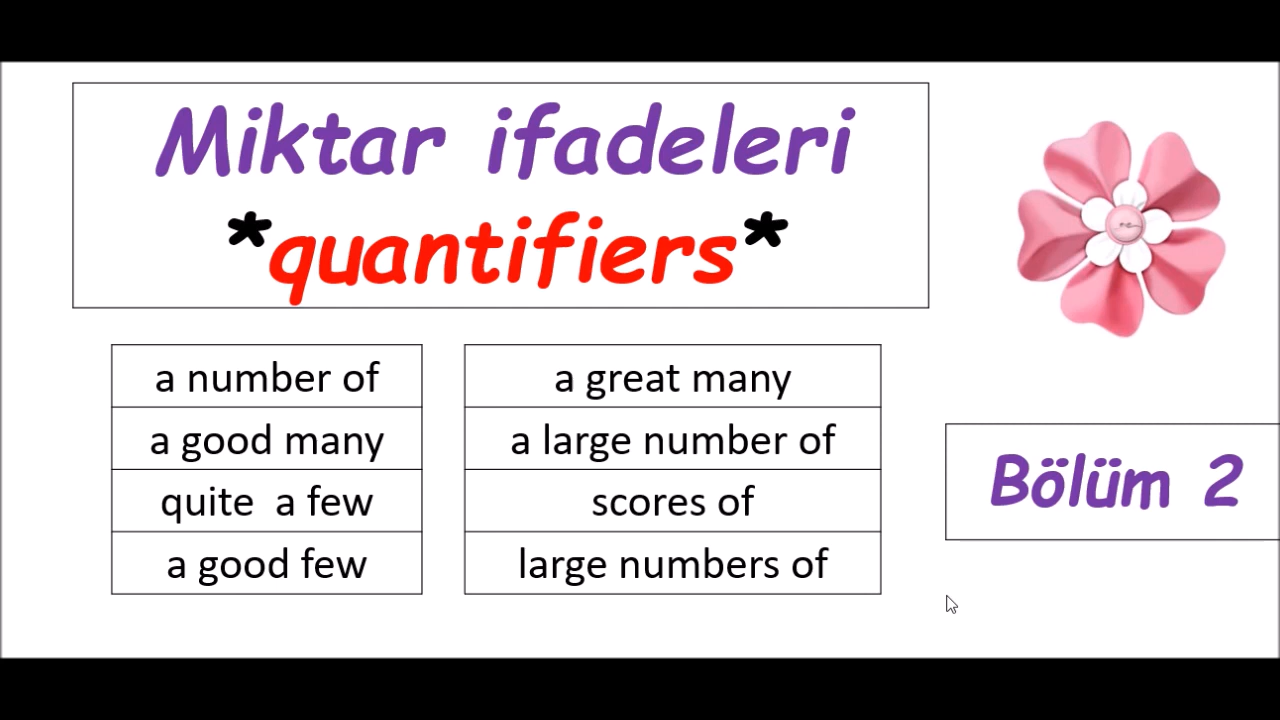 Miktar ifadeleri
*quantifiers*
a number of
a good many
quite a few
a good few
a great many
a large number of
scores of
large numbers of
Bölüm 2